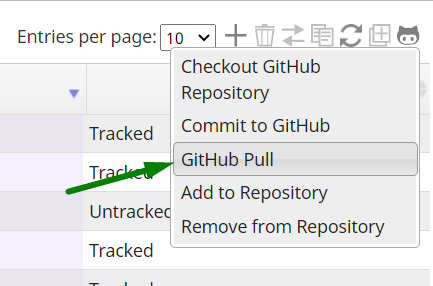 Entries per page: 10
Checkout GitHub
Repository
Commit to GitHub
Tracked
GitHub Pull
Tracked
Add to Repository
Untracked
Remove from Repository
Tracked
Tracked